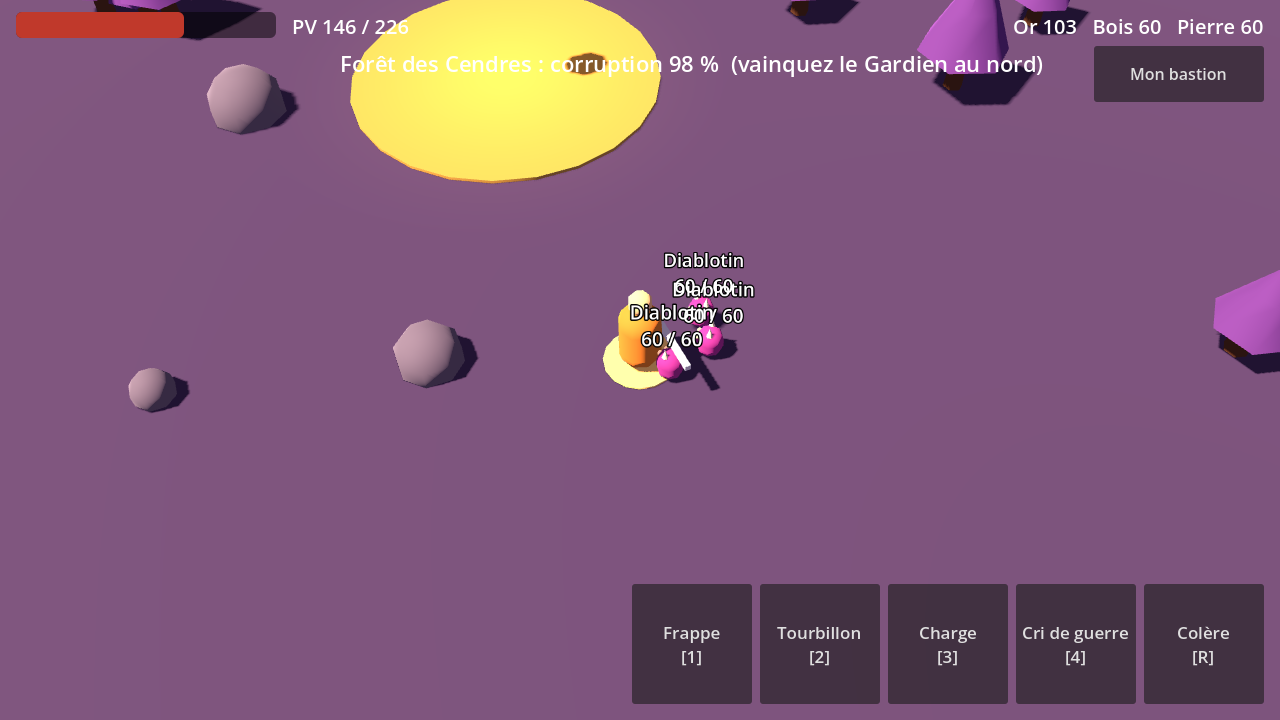 PV 146 / 226
Or 103 Bois 60 Pierre 60
Forêt des Cendres : corruption 98 % (vainquez le Gardien au nord)
Mon bastion
Diablotin
60 / 60
Diablotin
60 / 60
Diablotin
60 / 60
Frappe
[1]
Tourbillon
[2]
Charge
[3]
Cri de guerre
[4]
Colère
[R]